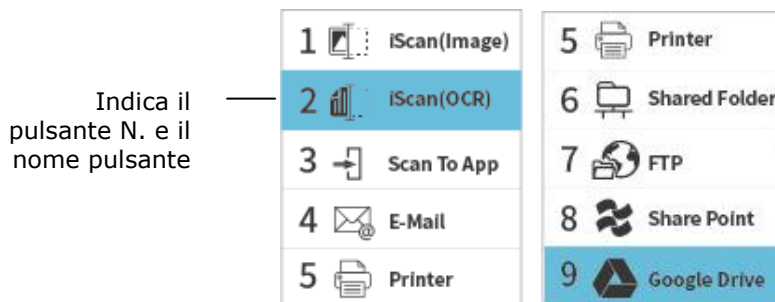 Indica il
pulsante N. e il
nome pulsante
1 iScan(Image)
2 iScan(OCR)
3 Scan To App
4 E-Mail
5 Printer
5 Printer
6 Shared Folder
7 FTP
8 Share Point
9 Google Drive